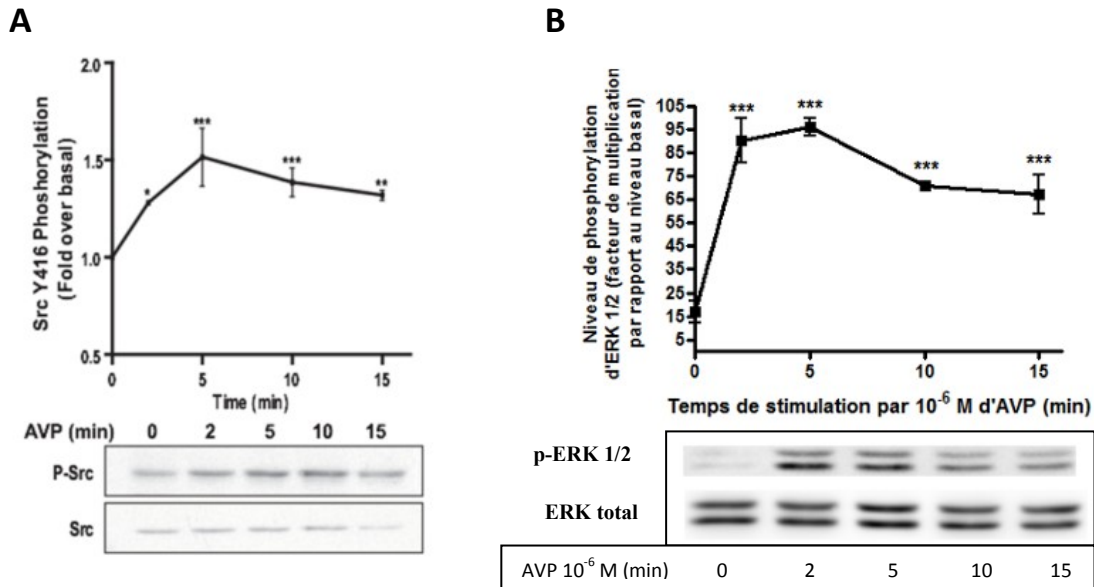 A
Src Y416 Phoshorylation
(Fold over basal)
2.0
1.5
1.0
0.5
*
***
***
**
0 5 10 15
Time (min)
AVP (min) 0 2 5 10 15
P-Src
Src
B
Niveau de phosphorylation
d'ERK 1/2 (facteur de multiplication
par rapport au niveau basal)
105
95
85
75
65
55
45
35
25
15
5
***
***
***
***
0 5 10 15
Temps de stimulation par 10⁻⁶ M d'AVP (min)
p-ERK 1/2
ERK total
AVP 10⁻⁶ M (min) 0 2 5 10 15